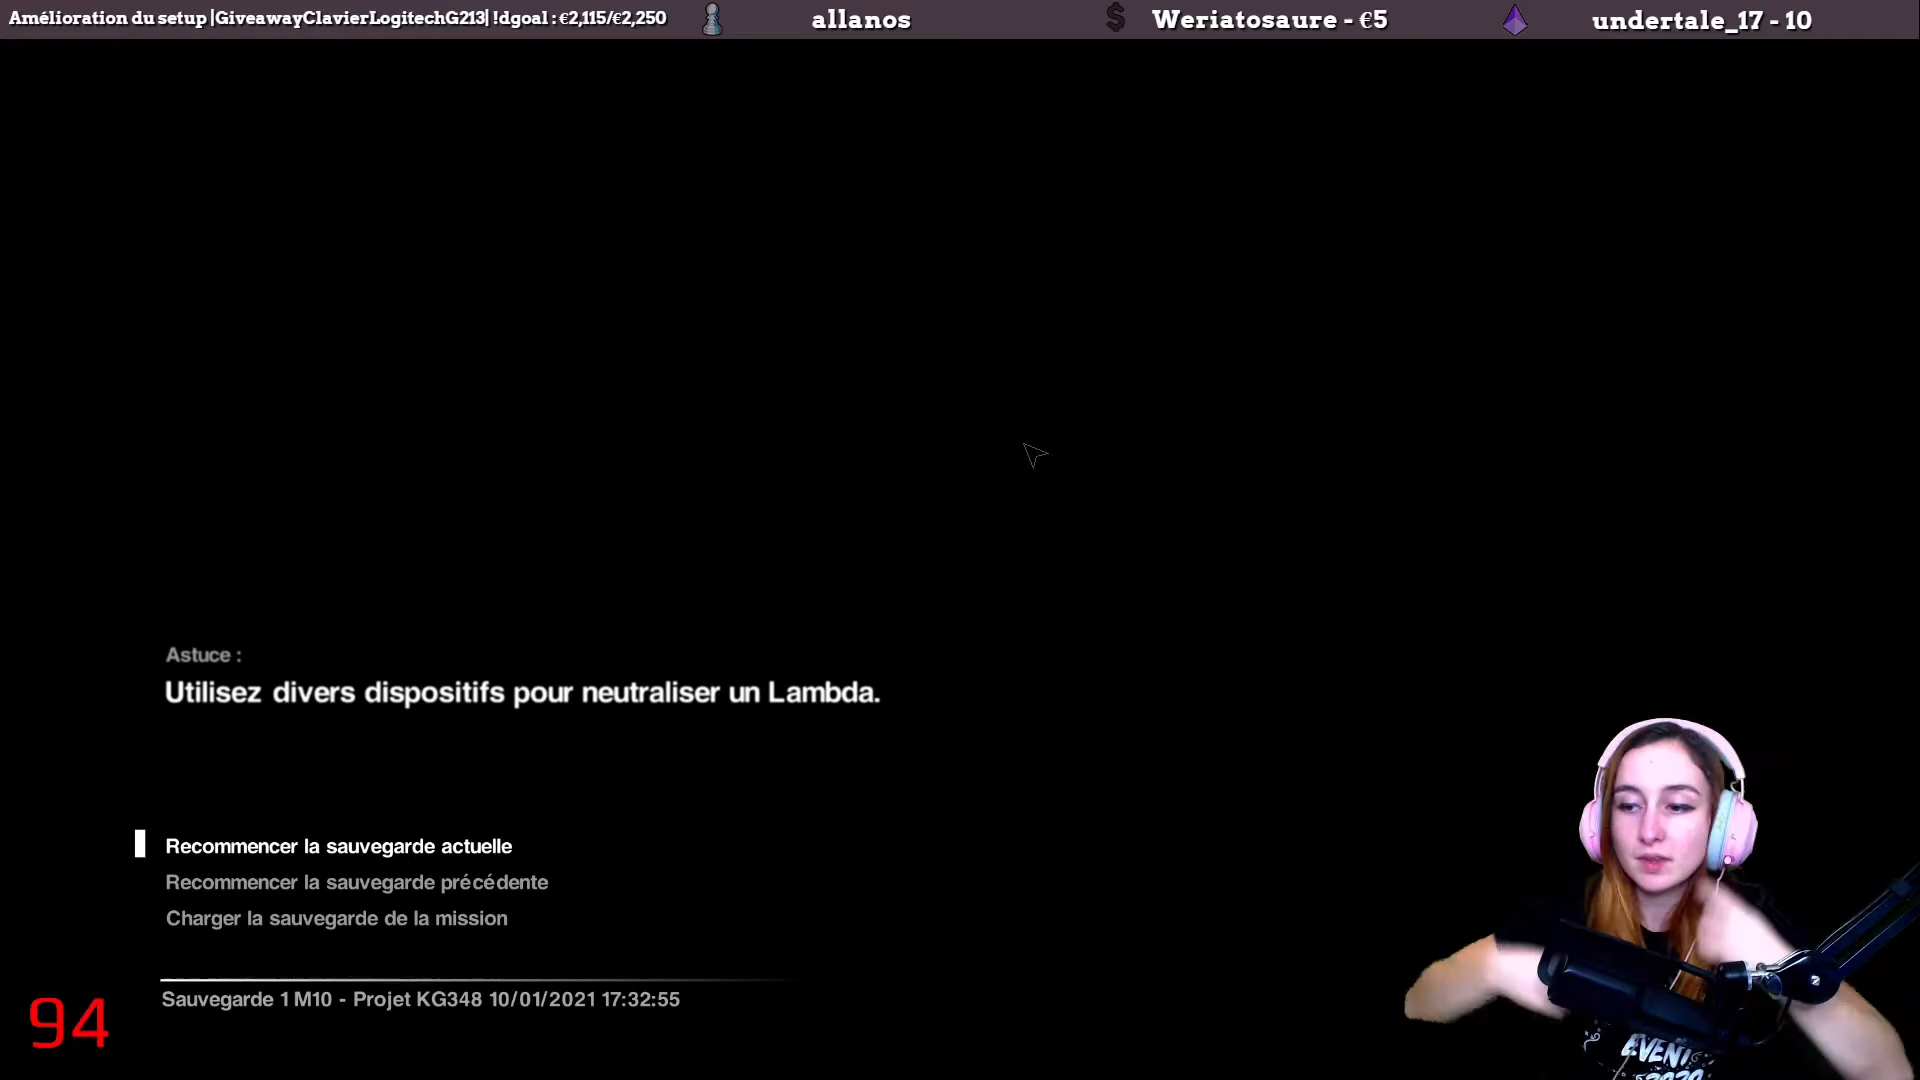 Amélioration du setup |GiveawayClavierLogitechG213| !dgoal : €2,115/€2,250
allanos
Weriatosaure - €5
undertale_17 - 10
Astuce :
Utilisez divers dispositifs pour neutraliser un Lambda.
Recommencer la sauvegarde actuelle
Recommencer la sauvegarde précédente
Charger la sauvegarde de la mission
Sauvegarde 1 M10 - Projet KG348 10/01/2021 17:32:55
94
EVENT
2020